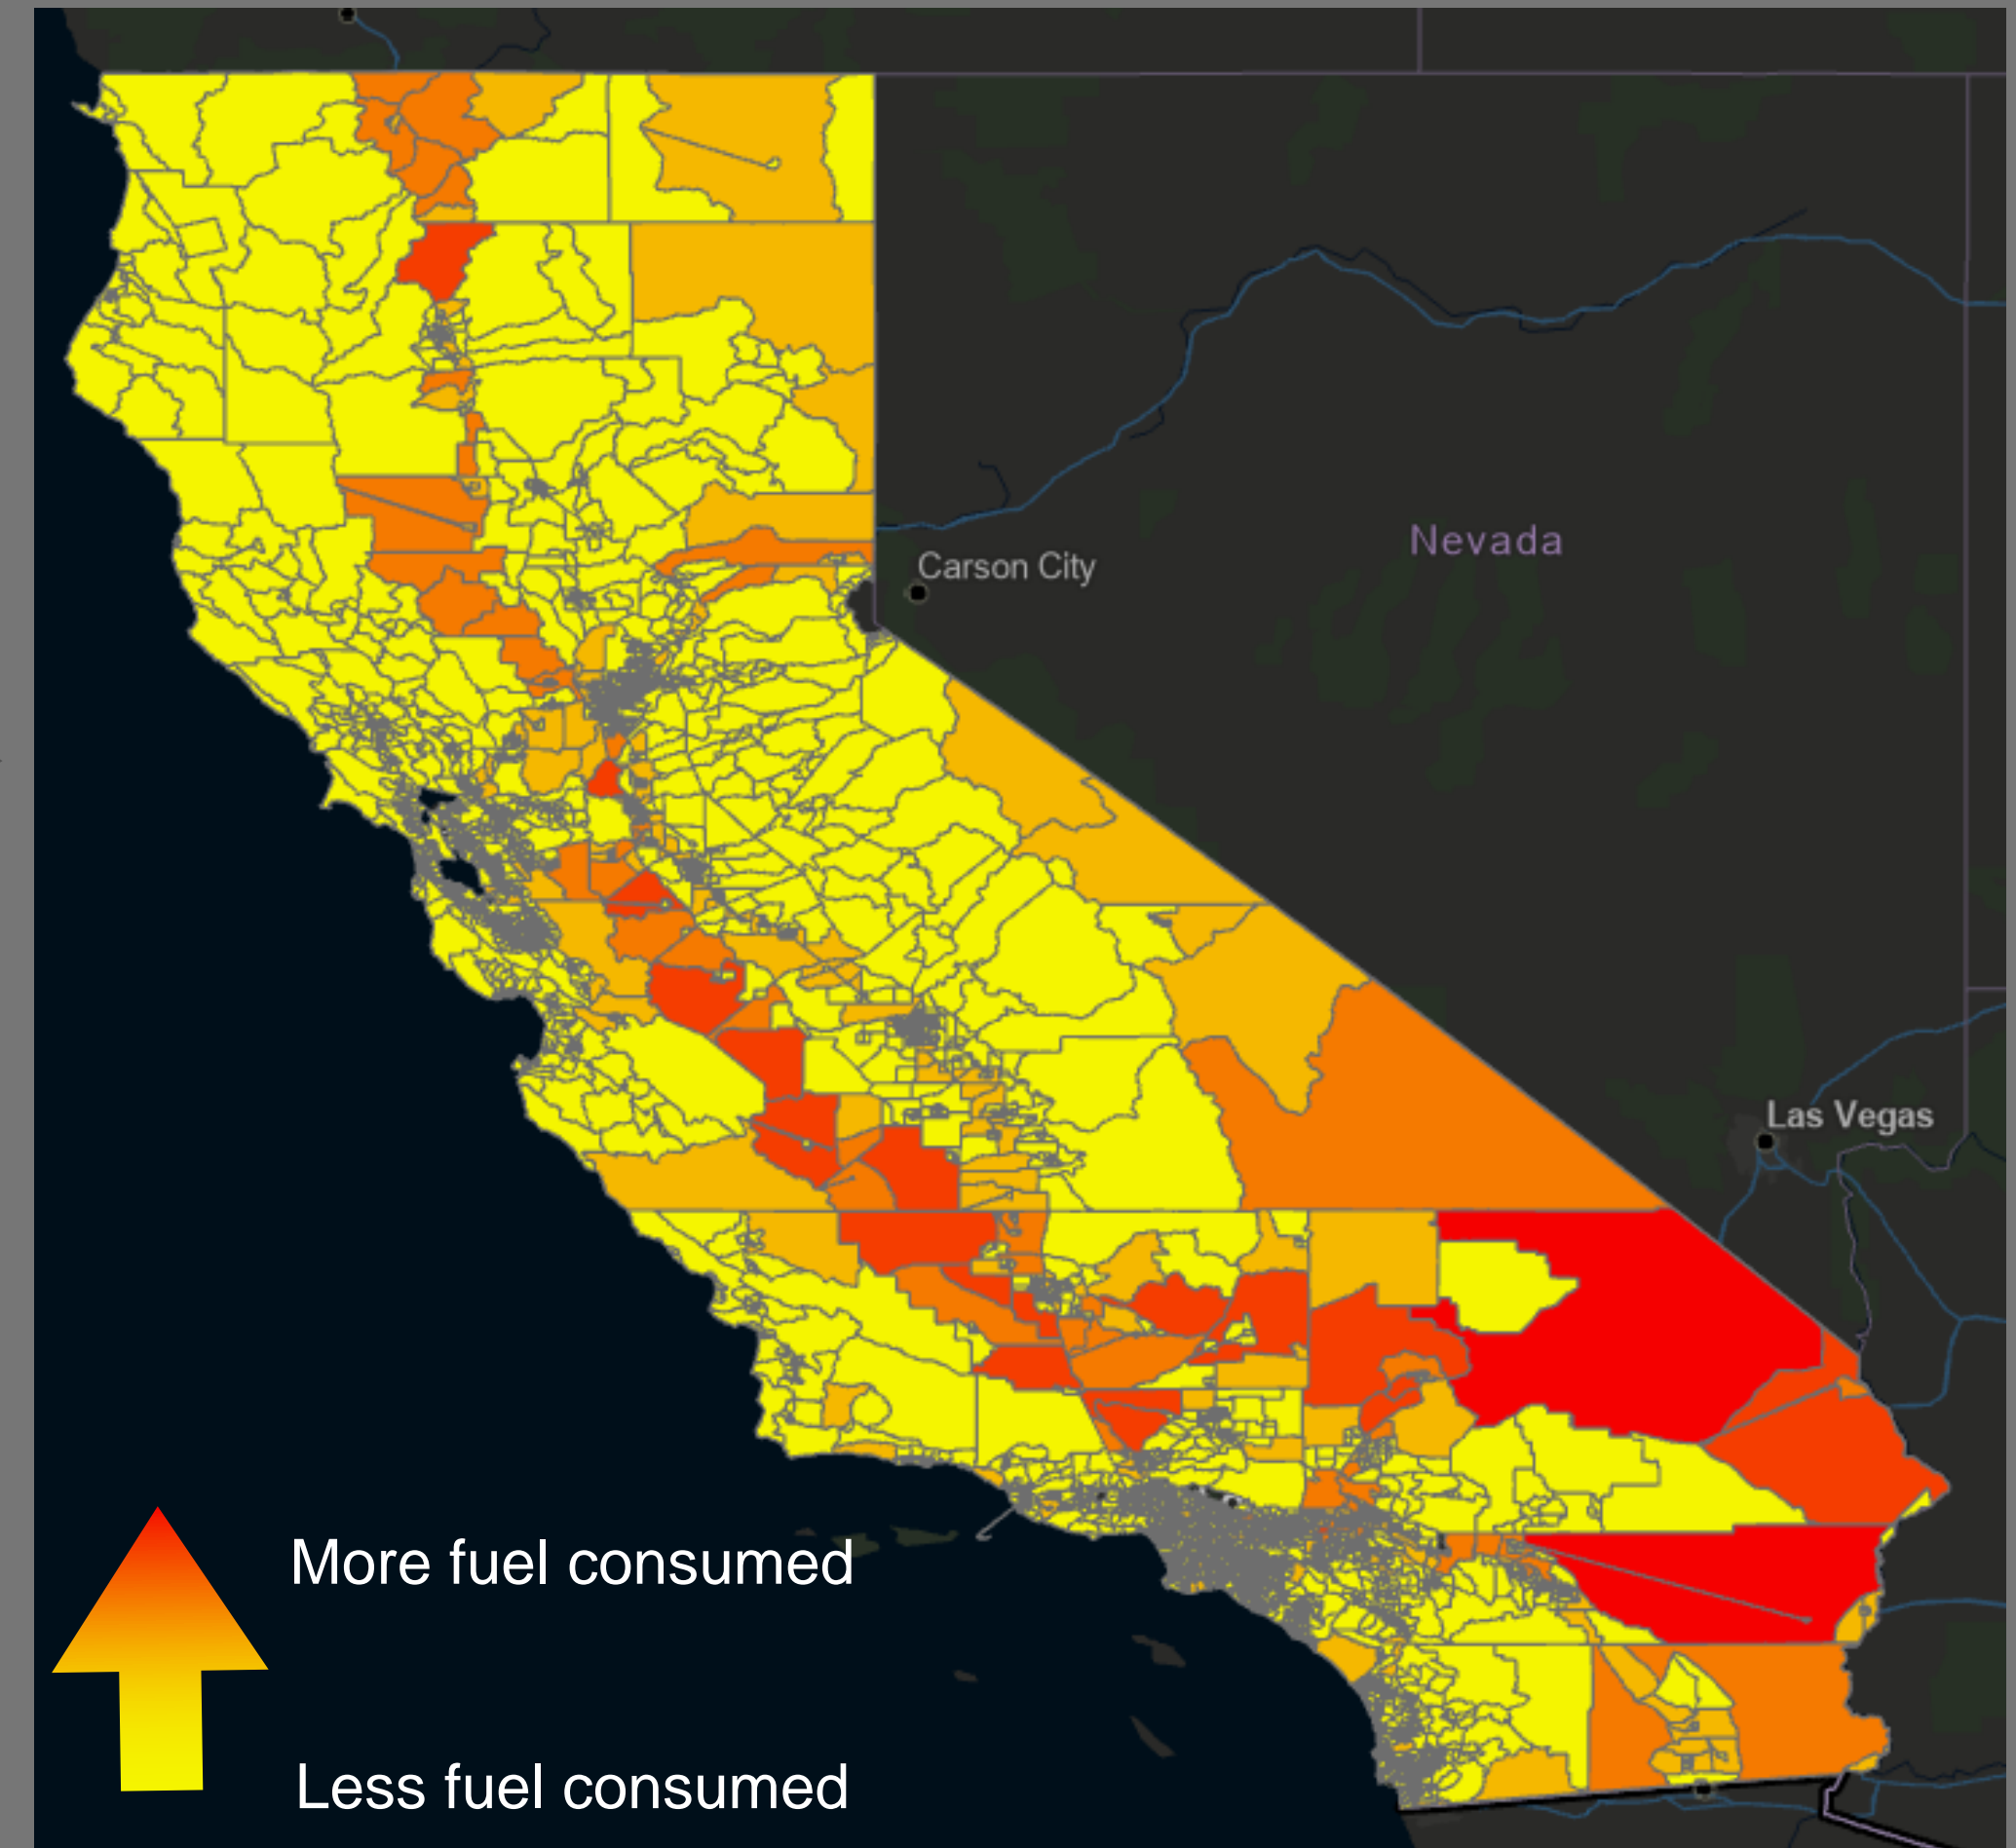 Nevada
Carson City
Las Vegas
More fuel consumed
Less fuel consumed